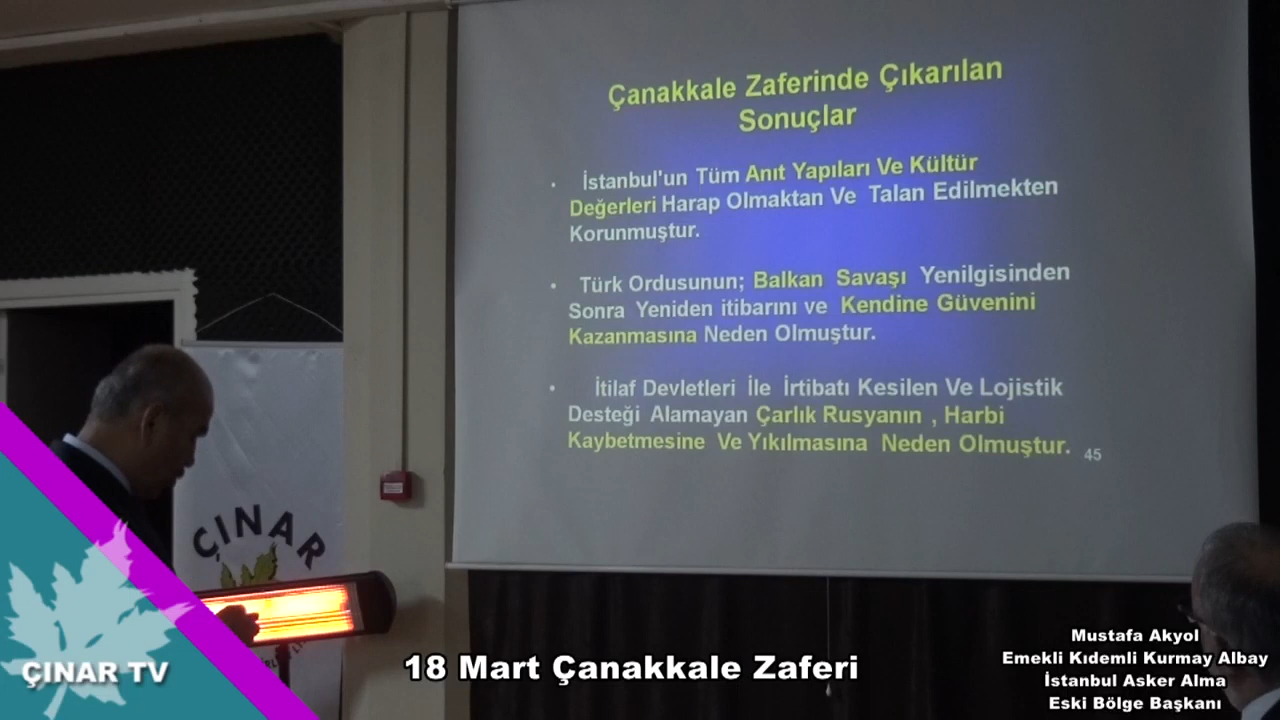 Çanakkale Zaferinde Çıkarılan
Sonuçlar
• İstanbul'un Tüm Anıt Yapıları Ve Kültür
Değerleri Harap Olmaktan Ve Talan Edilmekten
Korunmuştur.
• Türk Ordusunun; Balkan Savaşı Yenilgisinden
Sonra Yeniden itibarını ve Kendine Güvenini
Kazanmasına Neden Olmuştur.
• İtilaf Devletleri İle İrtibatı Kesilen Ve Lojistik
Desteği Alamayan Çarlık Rusyanın , Harbi
Kaybetmesine Ve Yıkılmasına Neden Olmuştur.
45
ÇINAR
ÇINAR TV
18 Mart Çanakkale Zaferi
Mustafa Akyol
Emekli Kıdemli Kurmay Albay
İstanbul Asker Alma
Eski Bölge Başkanı